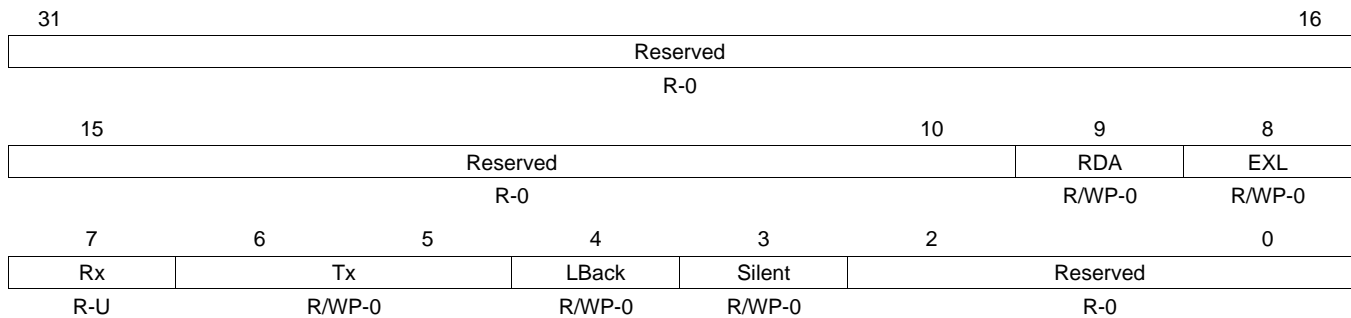 31 16
Reserved
R-0
15 10 9 8
Reserved RDA EXL
R-0 R/WP-0 R/WP-0
7 6 5 4 3 2 0
Rx Tx LBack Silent Reserved
R-U R/WP-0 R/WP-0 R/WP-0 R-0